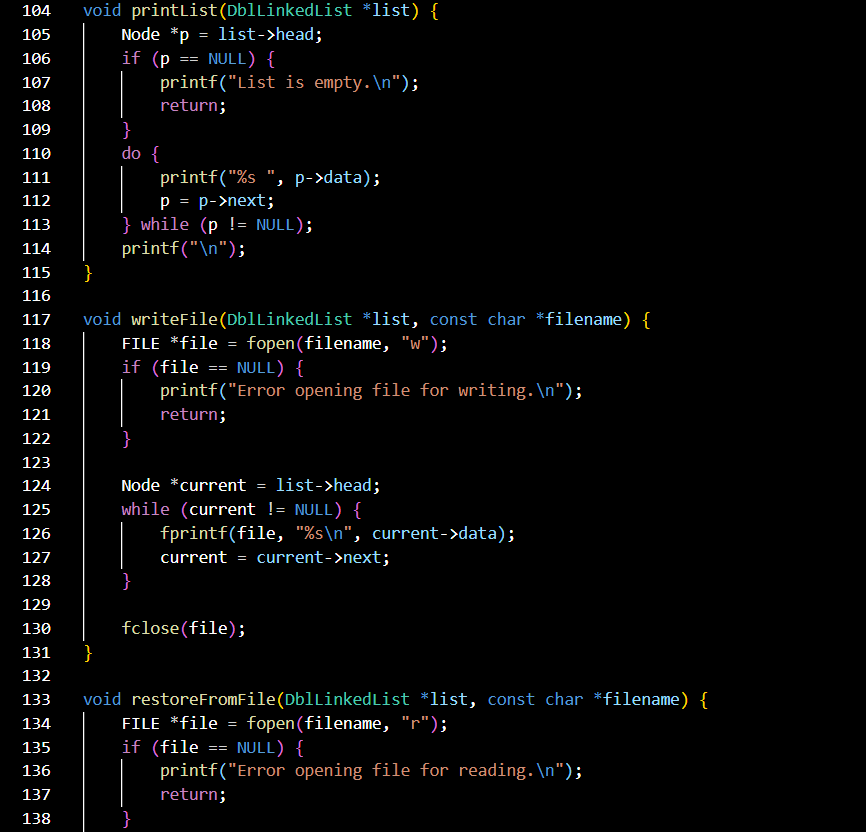 104 void printList(DblLinkedList *list) {
105     Node *p = list->head;
106     if (p == NULL) {
107         printf("List is empty.\n");
108         return;
109     }
110     do {
111         printf("%s ", p->data);
112         p = p->next;
113     } while (p != NULL);
114     printf("\n");
115 }
116
117 void writeFile(DblLinkedList *list, const char *filename) {
118     FILE *file = fopen(filename, "w");
119     if (file == NULL) {
120         printf("Error opening file for writing.\n");
121         return;
122     }
123
124     Node *current = list->head;
125     while (current != NULL) {
126         fprintf(file, "%s\n", current->data);
127         current = current->next;
128     }
129
130     fclose(file);
131 }
132
133 void restoreFromFile(DblLinkedList *list, const char *filename) {
134     FILE *file = fopen(filename, "r");
135     if (file == NULL) {
136         printf("Error opening file for reading.\n");
137         return;
138     }